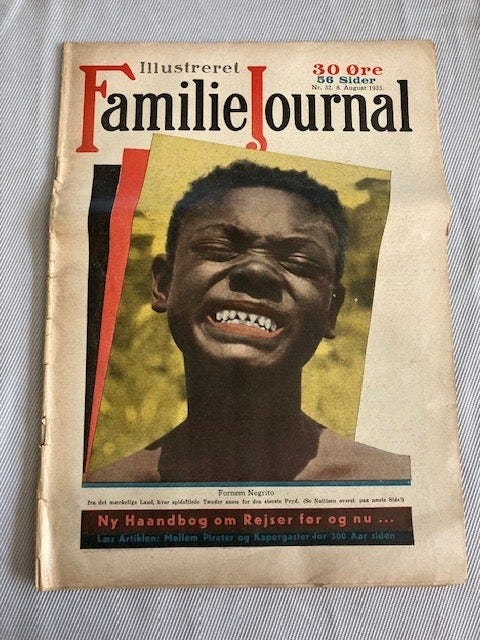 Illustreret
FamilieJournal
30 Øre
56 Sider
Nr. 32. 8. August 1933.
Fornem Negrito
fra det mærkelige Land, hvor spidsfilede Tænder anses for den største Pryd. (Se Notitsen øverst paa næste Side!)
Ny Haandbog om Rejser før og nu ...
Læs Artiklen: Mellem Pirater og Kapergaster for 300 Aar siden